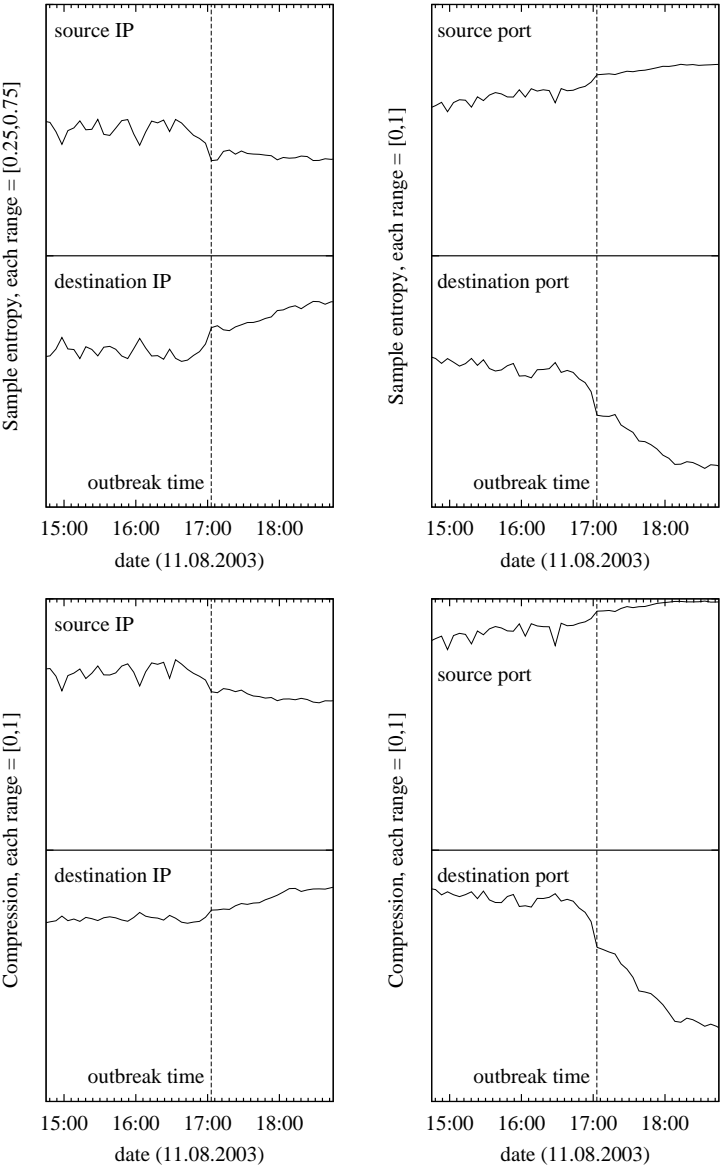 Sample entropy, each range = [0.25,0.75]
source IP
destination IP
outbreak time
15:00 16:00 17:00 18:00
date (11.08.2003)
Sample entropy, each range = [0,1]
source port
destination port
outbreak time
15:00 16:00 17:00 18:00
date (11.08.2003)
Compression, each range = [0,1]
source IP
destination IP
outbreak time
15:00 16:00 17:00 18:00
date (11.08.2003)
Compression, each range = [0,1]
source port
destination port
outbreak time
15:00 16:00 17:00 18:00
date (11.08.2003)